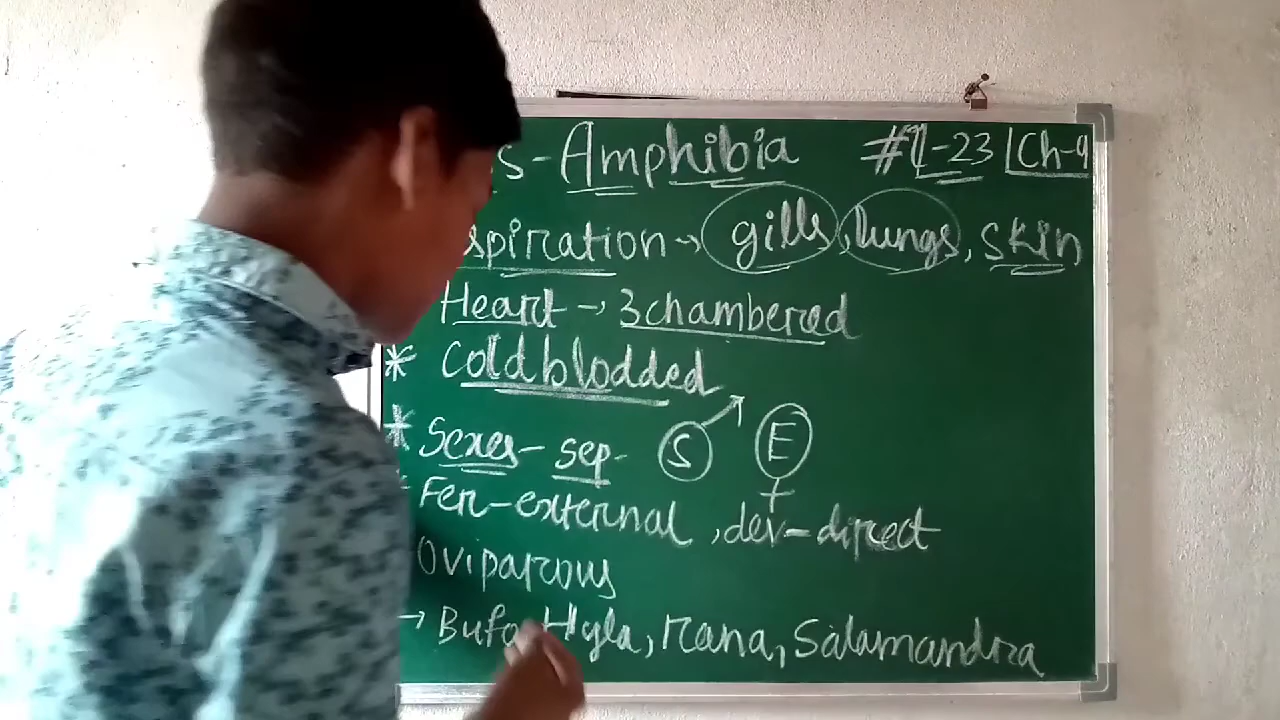 s-Amphibia #L-23 Ch-9
spiration → gills, lungs, skin
Heart → 3chambered
* Coldblodded
* Sexes- sep- S E
* Fer-external, dev-direct
Oviparous
→ Bufo, Hyla, rana, Salamandra